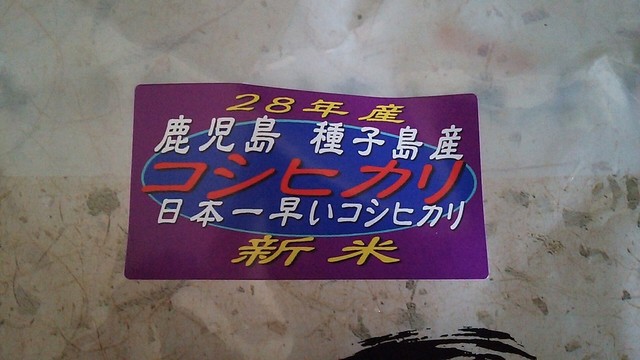 28年産
鹿児島 種子島産
コシヒカリ
日本一早いコシヒカリ
新米